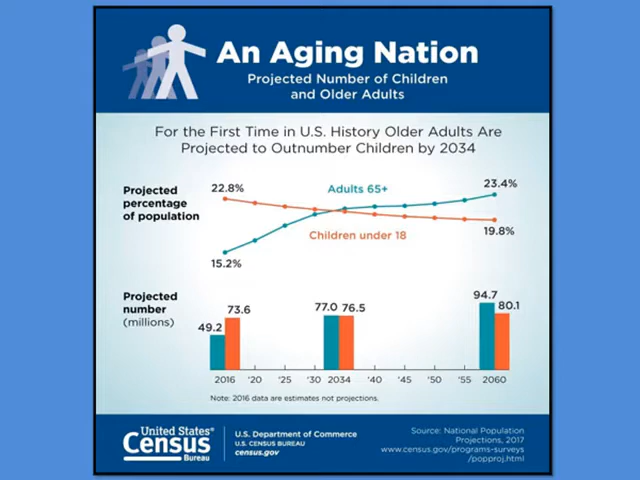 An Aging Nation
Projected Number of Children
and Older Adults
For the First Time in U.S. History Older Adults Are
Projected to Outnumber Children by 2034
Projected
percentage
of population
22.8%
Adults 65+
23.4%
15.2%
Children under 18
19.8%
Projected
number
(millions)
49.2
73.6
77.0
76.5
94.7
80.1
2016 '20 '25 '30 2034 '40 '45 '50 '55 2060
Note: 2016 data are estimates not projections.
United States®
Census
Bureau
U.S. Department of Commerce
U.S. CENSUS BUREAU
census.gov
Source: National Population
Projections, 2017
www.census.gov/programs-surveys
/popproj.html